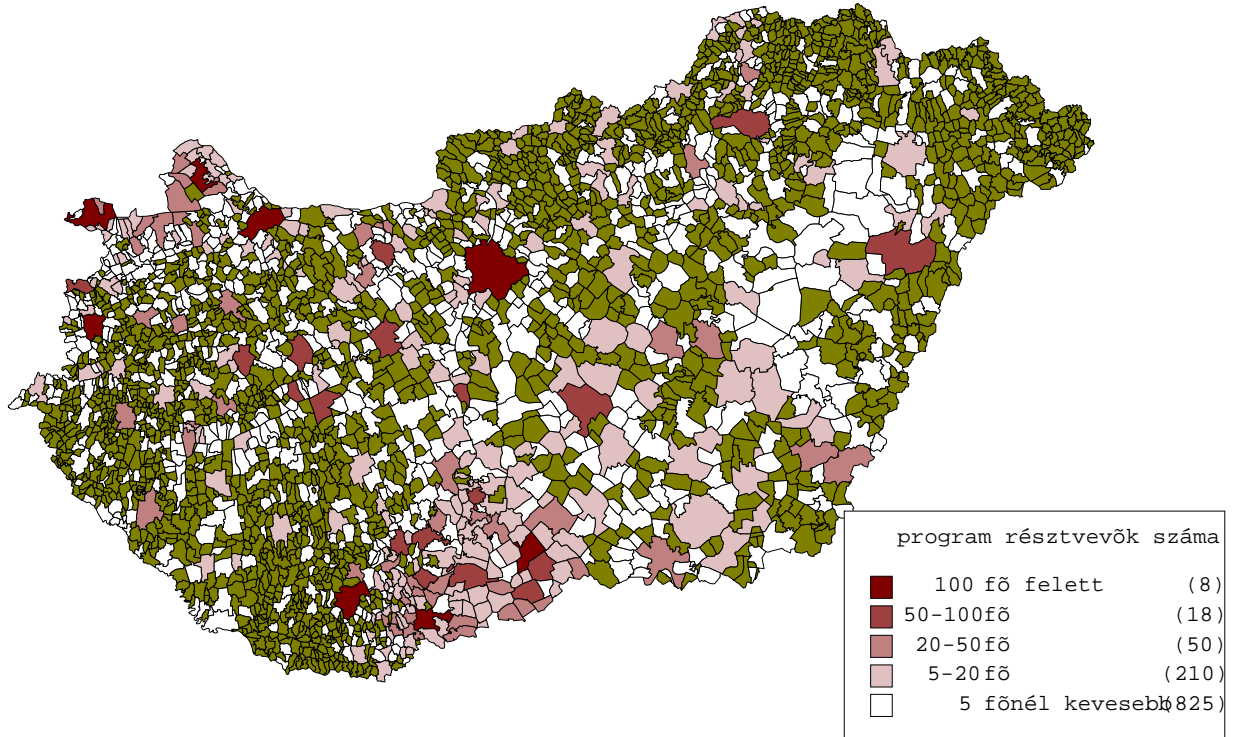 program résztvevõk száma
100 fõ felett (8)
50-100fõ (18)
20-50fõ (50)
5-20fõ (210)
5 fõnél kevesebb(825)